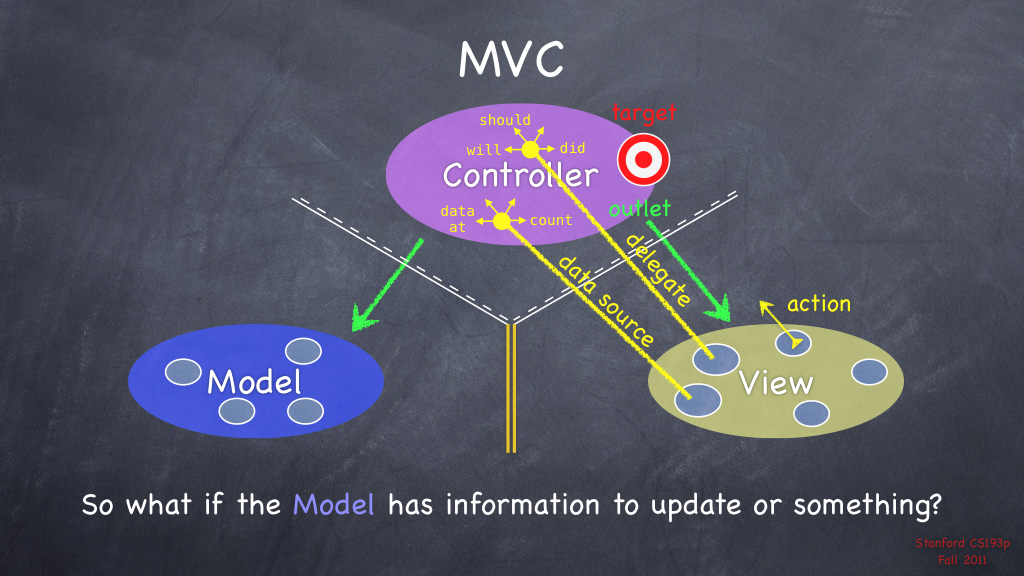 MVC
target
should
will
did
Controller
data
at
count
outlet
delegate
data source
action
Model
View
So what if the Model has information to update or something?
Stanford CS193p
Fall 2011